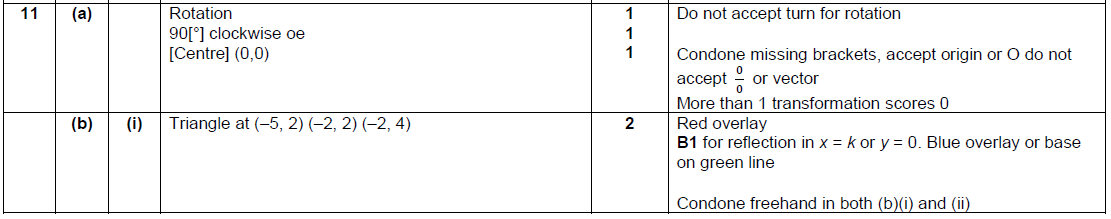 11 (a) Rotation 1 Do not accept turn for rotation
90[°] clockwise oe 1
[Centre] (0,0) 1 Condone missing brackets, accept origin or O do not
accept 0/0 or vector
More than 1 transformation scores 0
(b) (i) Triangle at (–5, 2) (–2, 2) (–2, 4) 2 Red overlay
B1 for reflection in x = k or y = 0. Blue overlay or base
on green line
Condone freehand in both (b)(i) and (ii)